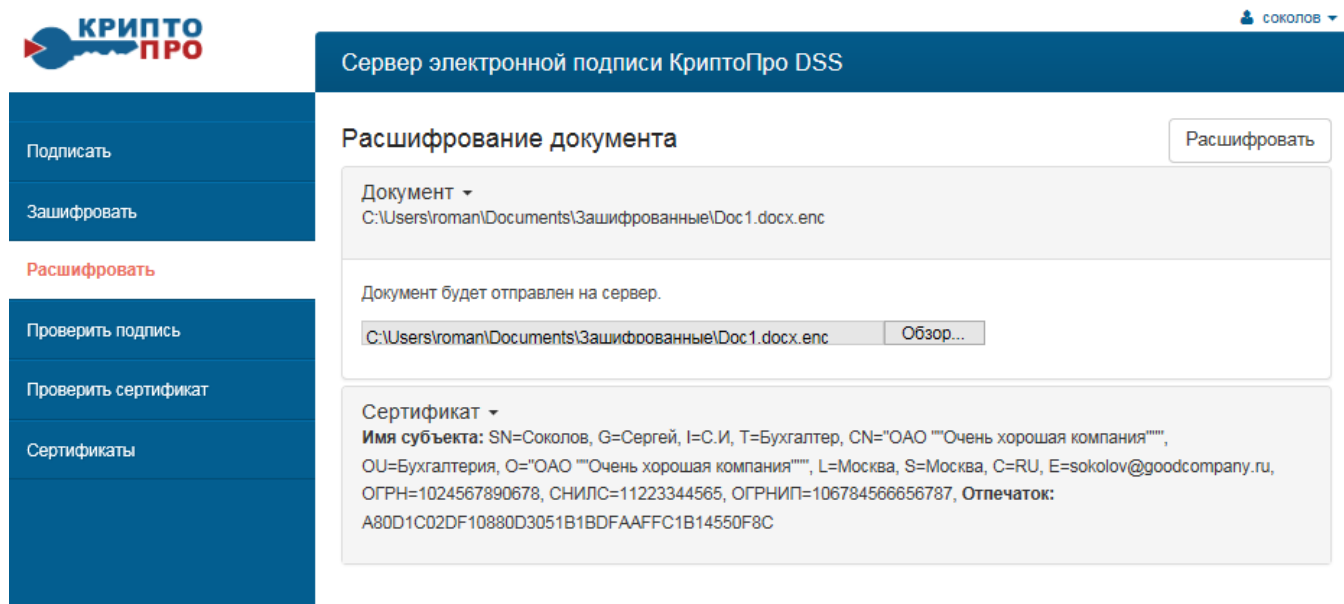 КРИПТО
ПРО
соколов
Сервер электронной подписи КриптоПро DSS
Подписать
Зашифровать
Расшифровать
Проверить подпись
Проверить сертификат
Сертификаты
Расшифрование документа
Расшифровать
Документ
C:\Users\roman\Documents\Зашифрованные\Doc1.docx.enc
Документ будет отправлен на сервер.
C:\Users\roman\Documents\Зашифрованные\Doc1.docx.enc
Обзор...
Сертификат
Имя субъекта: SN=Соколов, G=Сергей, I=С.И, T=Бухгалтер, CN="ОАО ""Очень хорошая компания""",
OU=Бухгалтерия, O="ОАО ""Очень хорошая компания""", L=Москва, S=Москва, C=RU, E=sokolov@goodcompany.ru,
ОГРН=1024567890678, СНИЛС=11223344565, ОГРНИП=106784566656787, Отпечаток:
A80D1C02DF10880D3051B1BDFAAFFC1B14550F8C